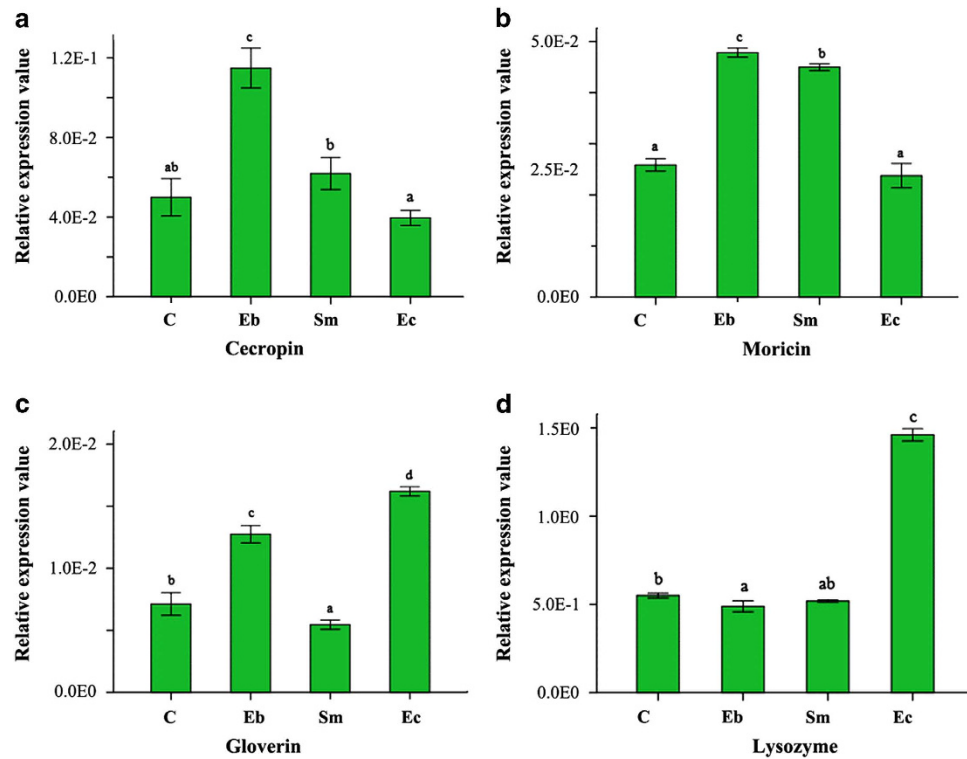 a
Relative expression value
1.2E-1
8.0E-2
4.0E-2
0.0E0
ab
c
b
a
C Eb Sm Ec
Cecropin
b
Relative expression value
5.0E-2
2.5E-2
0.0E0
a
c
b
a
C Eb Sm Ec
Moricin
c
Relative expression value
2.0E-2
1.0E-2
0.0E0
b
c
a
d
C Eb Sm Ec
Gloverin
d
Relative expression value
1.5E0
1.0E0
5.0E-1
0.0E0
b
a
ab
c
C Eb Sm Ec
Lysozyme